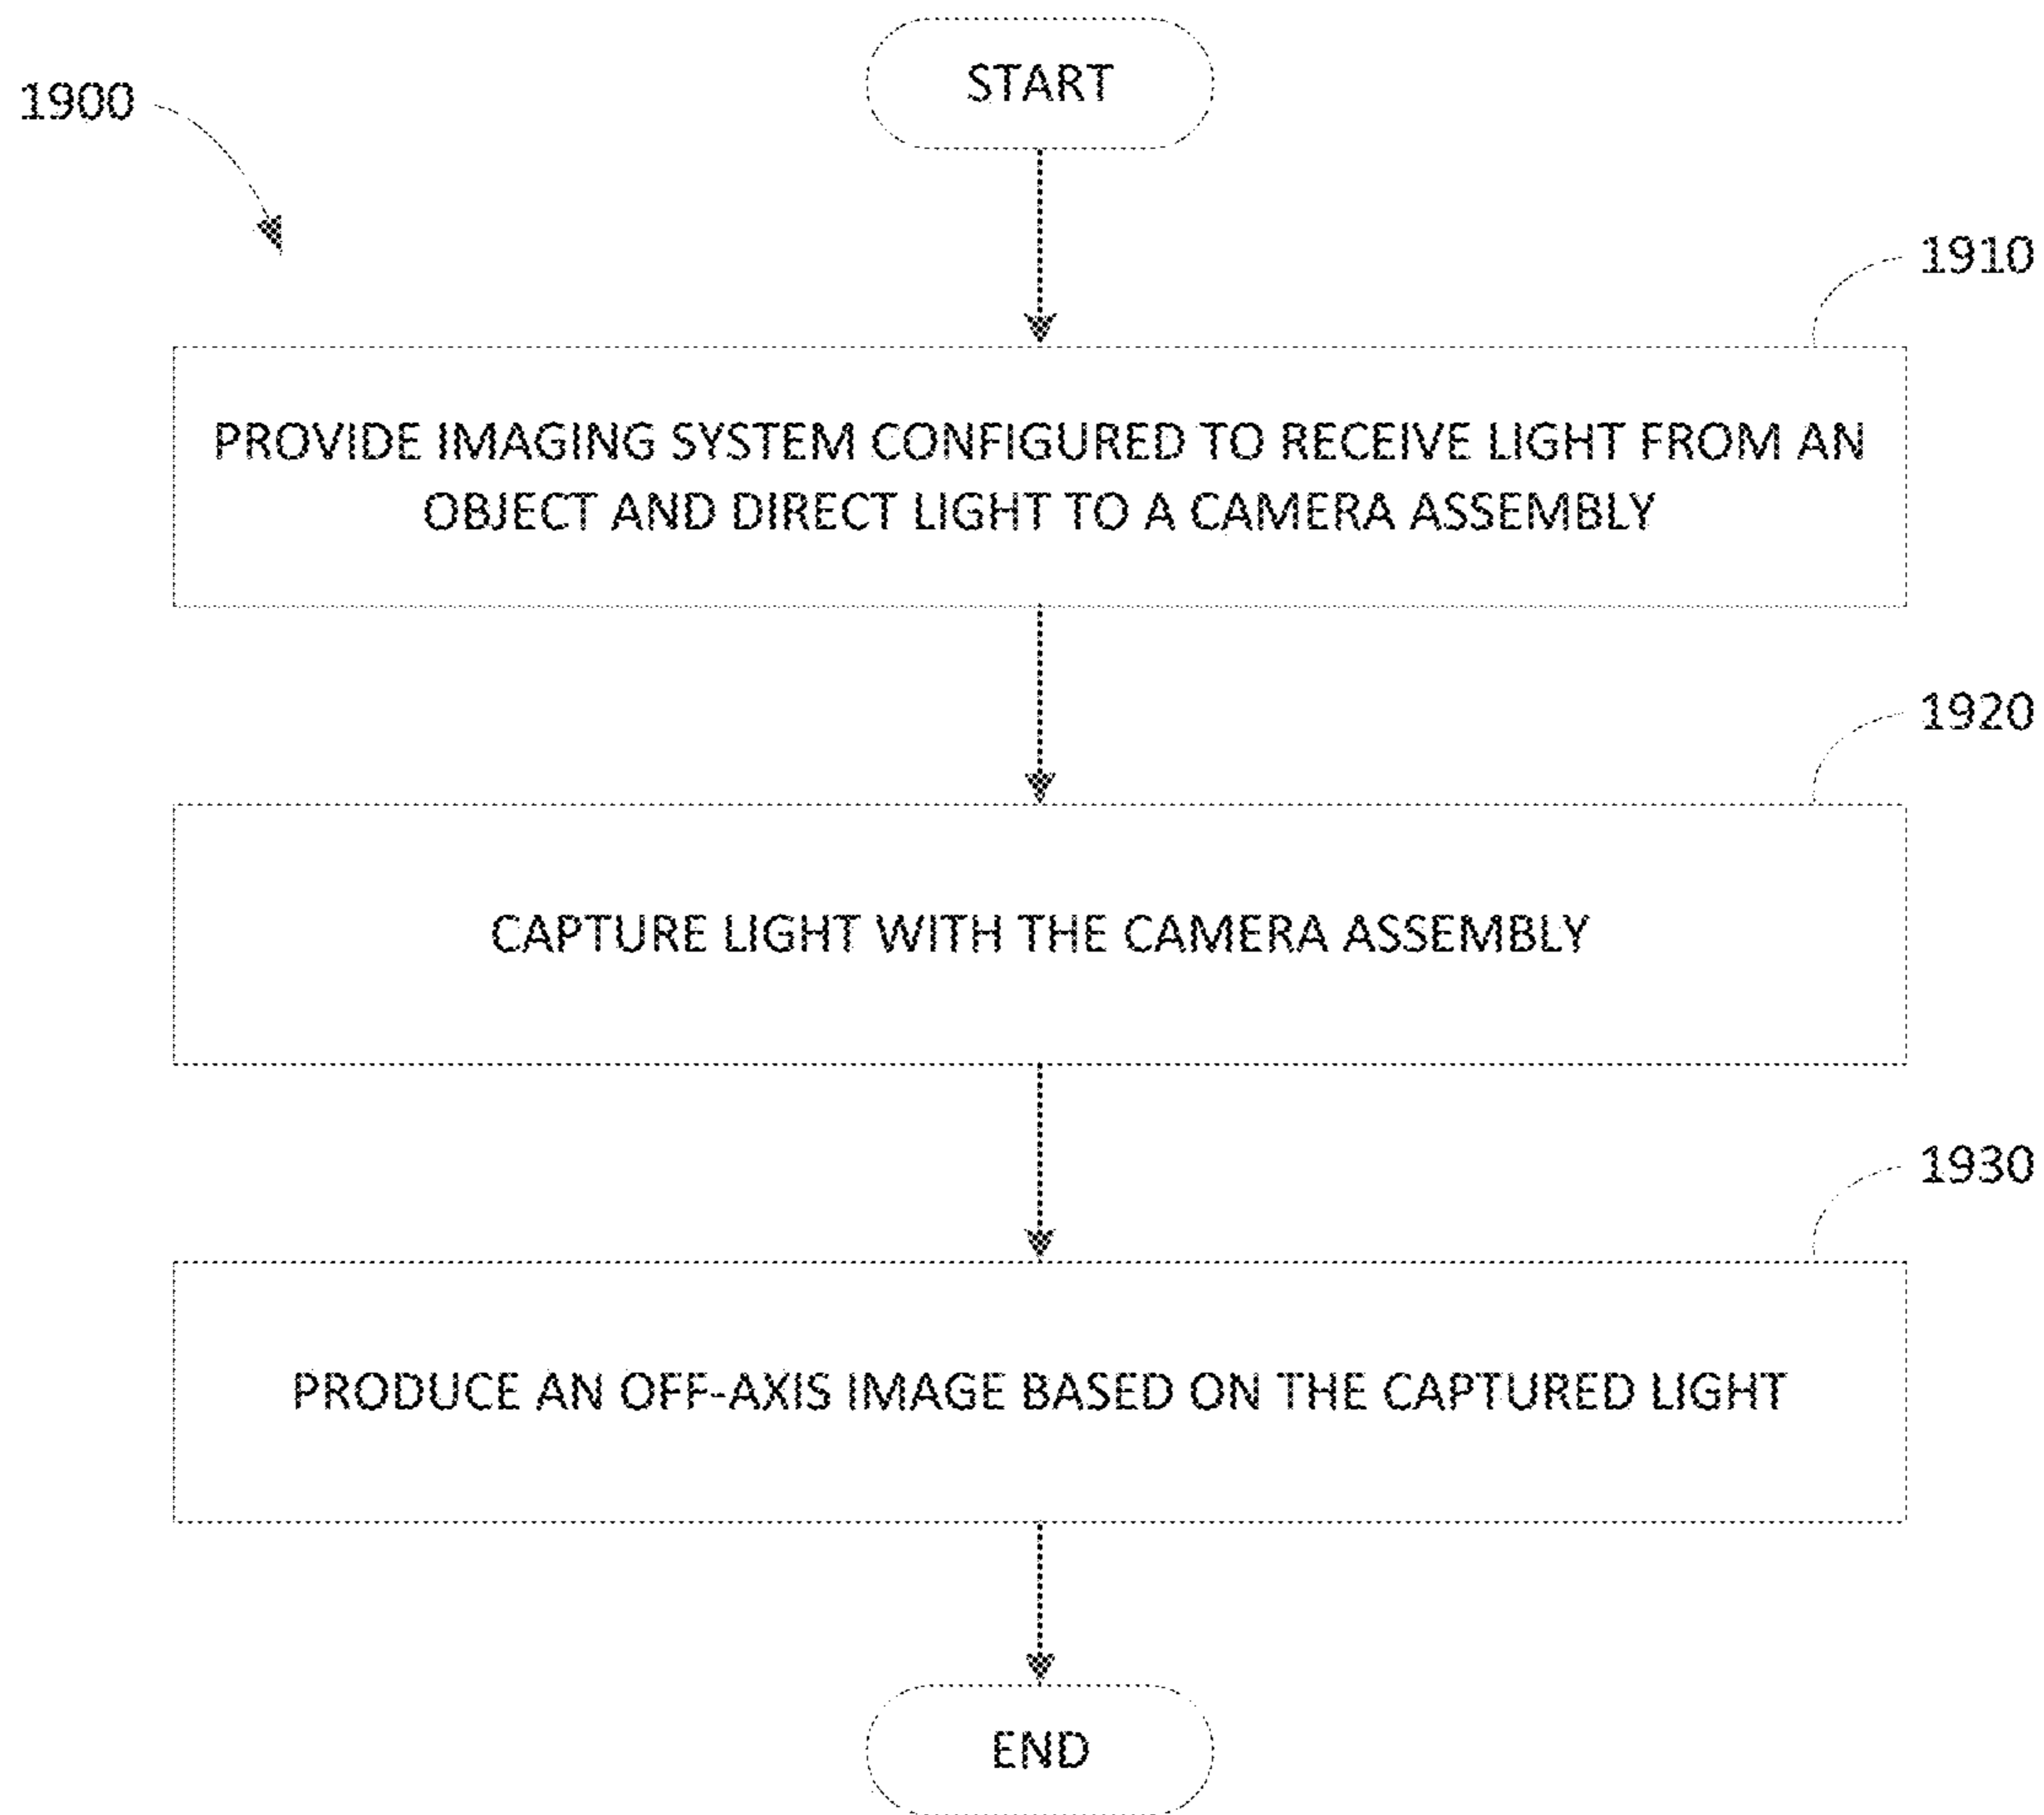 START
1900
1910
PROVIDE IMAGING SYSTEM CONFIGURED TO RECEIVE LIGHT FROM AN
OBJECT AND DIRECT LIGHT TO A CAMERA ASSEMBLY
1920
CAPTURE LIGHT WITH THE CAMERA ASSEMBLY
1930
PRODUCE AN OFF-AXIS IMAGE BASED ON THE CAPTURED LIGHT
END